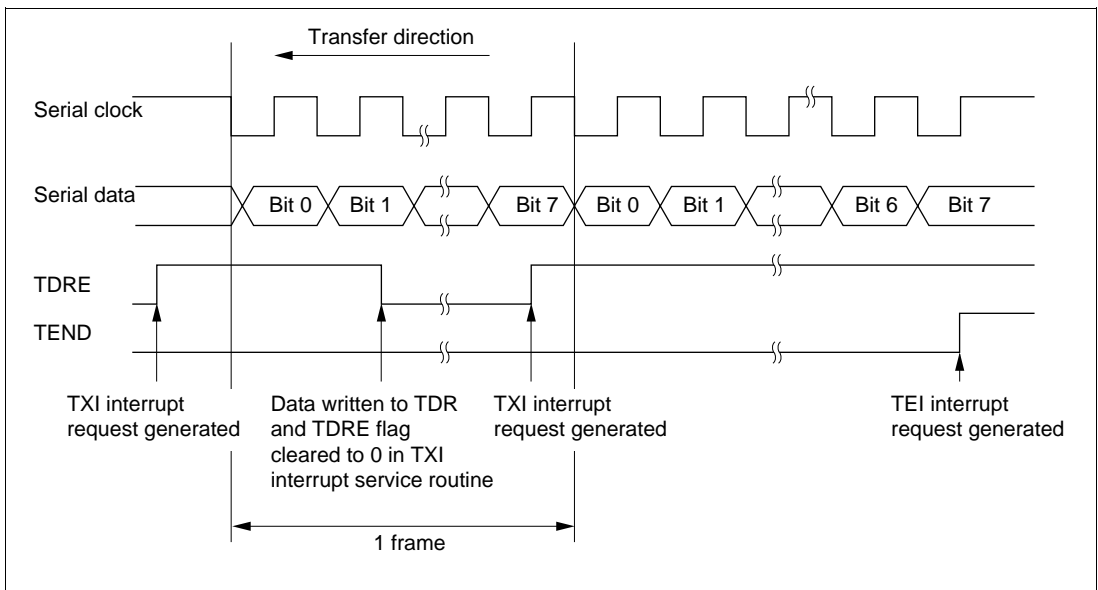 Transfer direction
Serial clock
Serial data
Bit 0 Bit 1 Bit 7 Bit 0 Bit 1 Bit 6 Bit 7
TDRE
TEND
TXI interrupt
request generated
Data written to TDR
and TDRE flag
cleared to 0 in TXI
interrupt service routine
TXI interrupt
request generated
TEI interrupt
request generated
1 frame